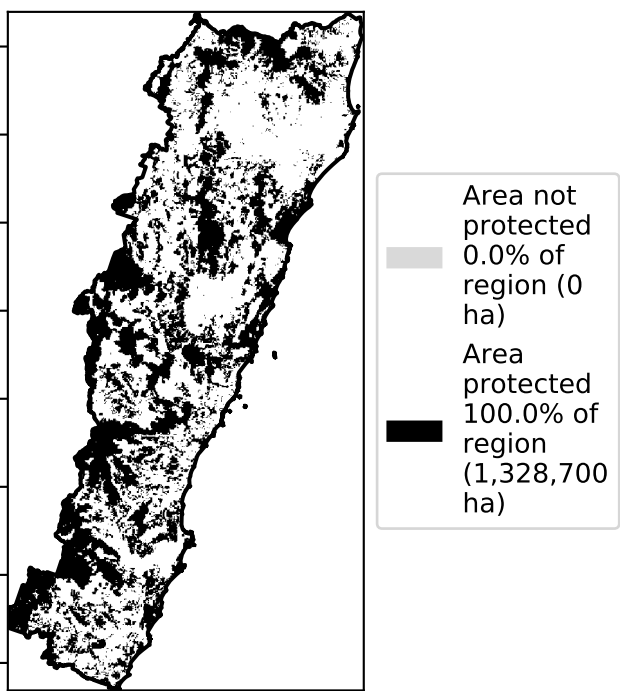 Area not
protected
0.0% of
region (0
ha)
Area
protected
100.0% of
region
(1,328,700
ha)